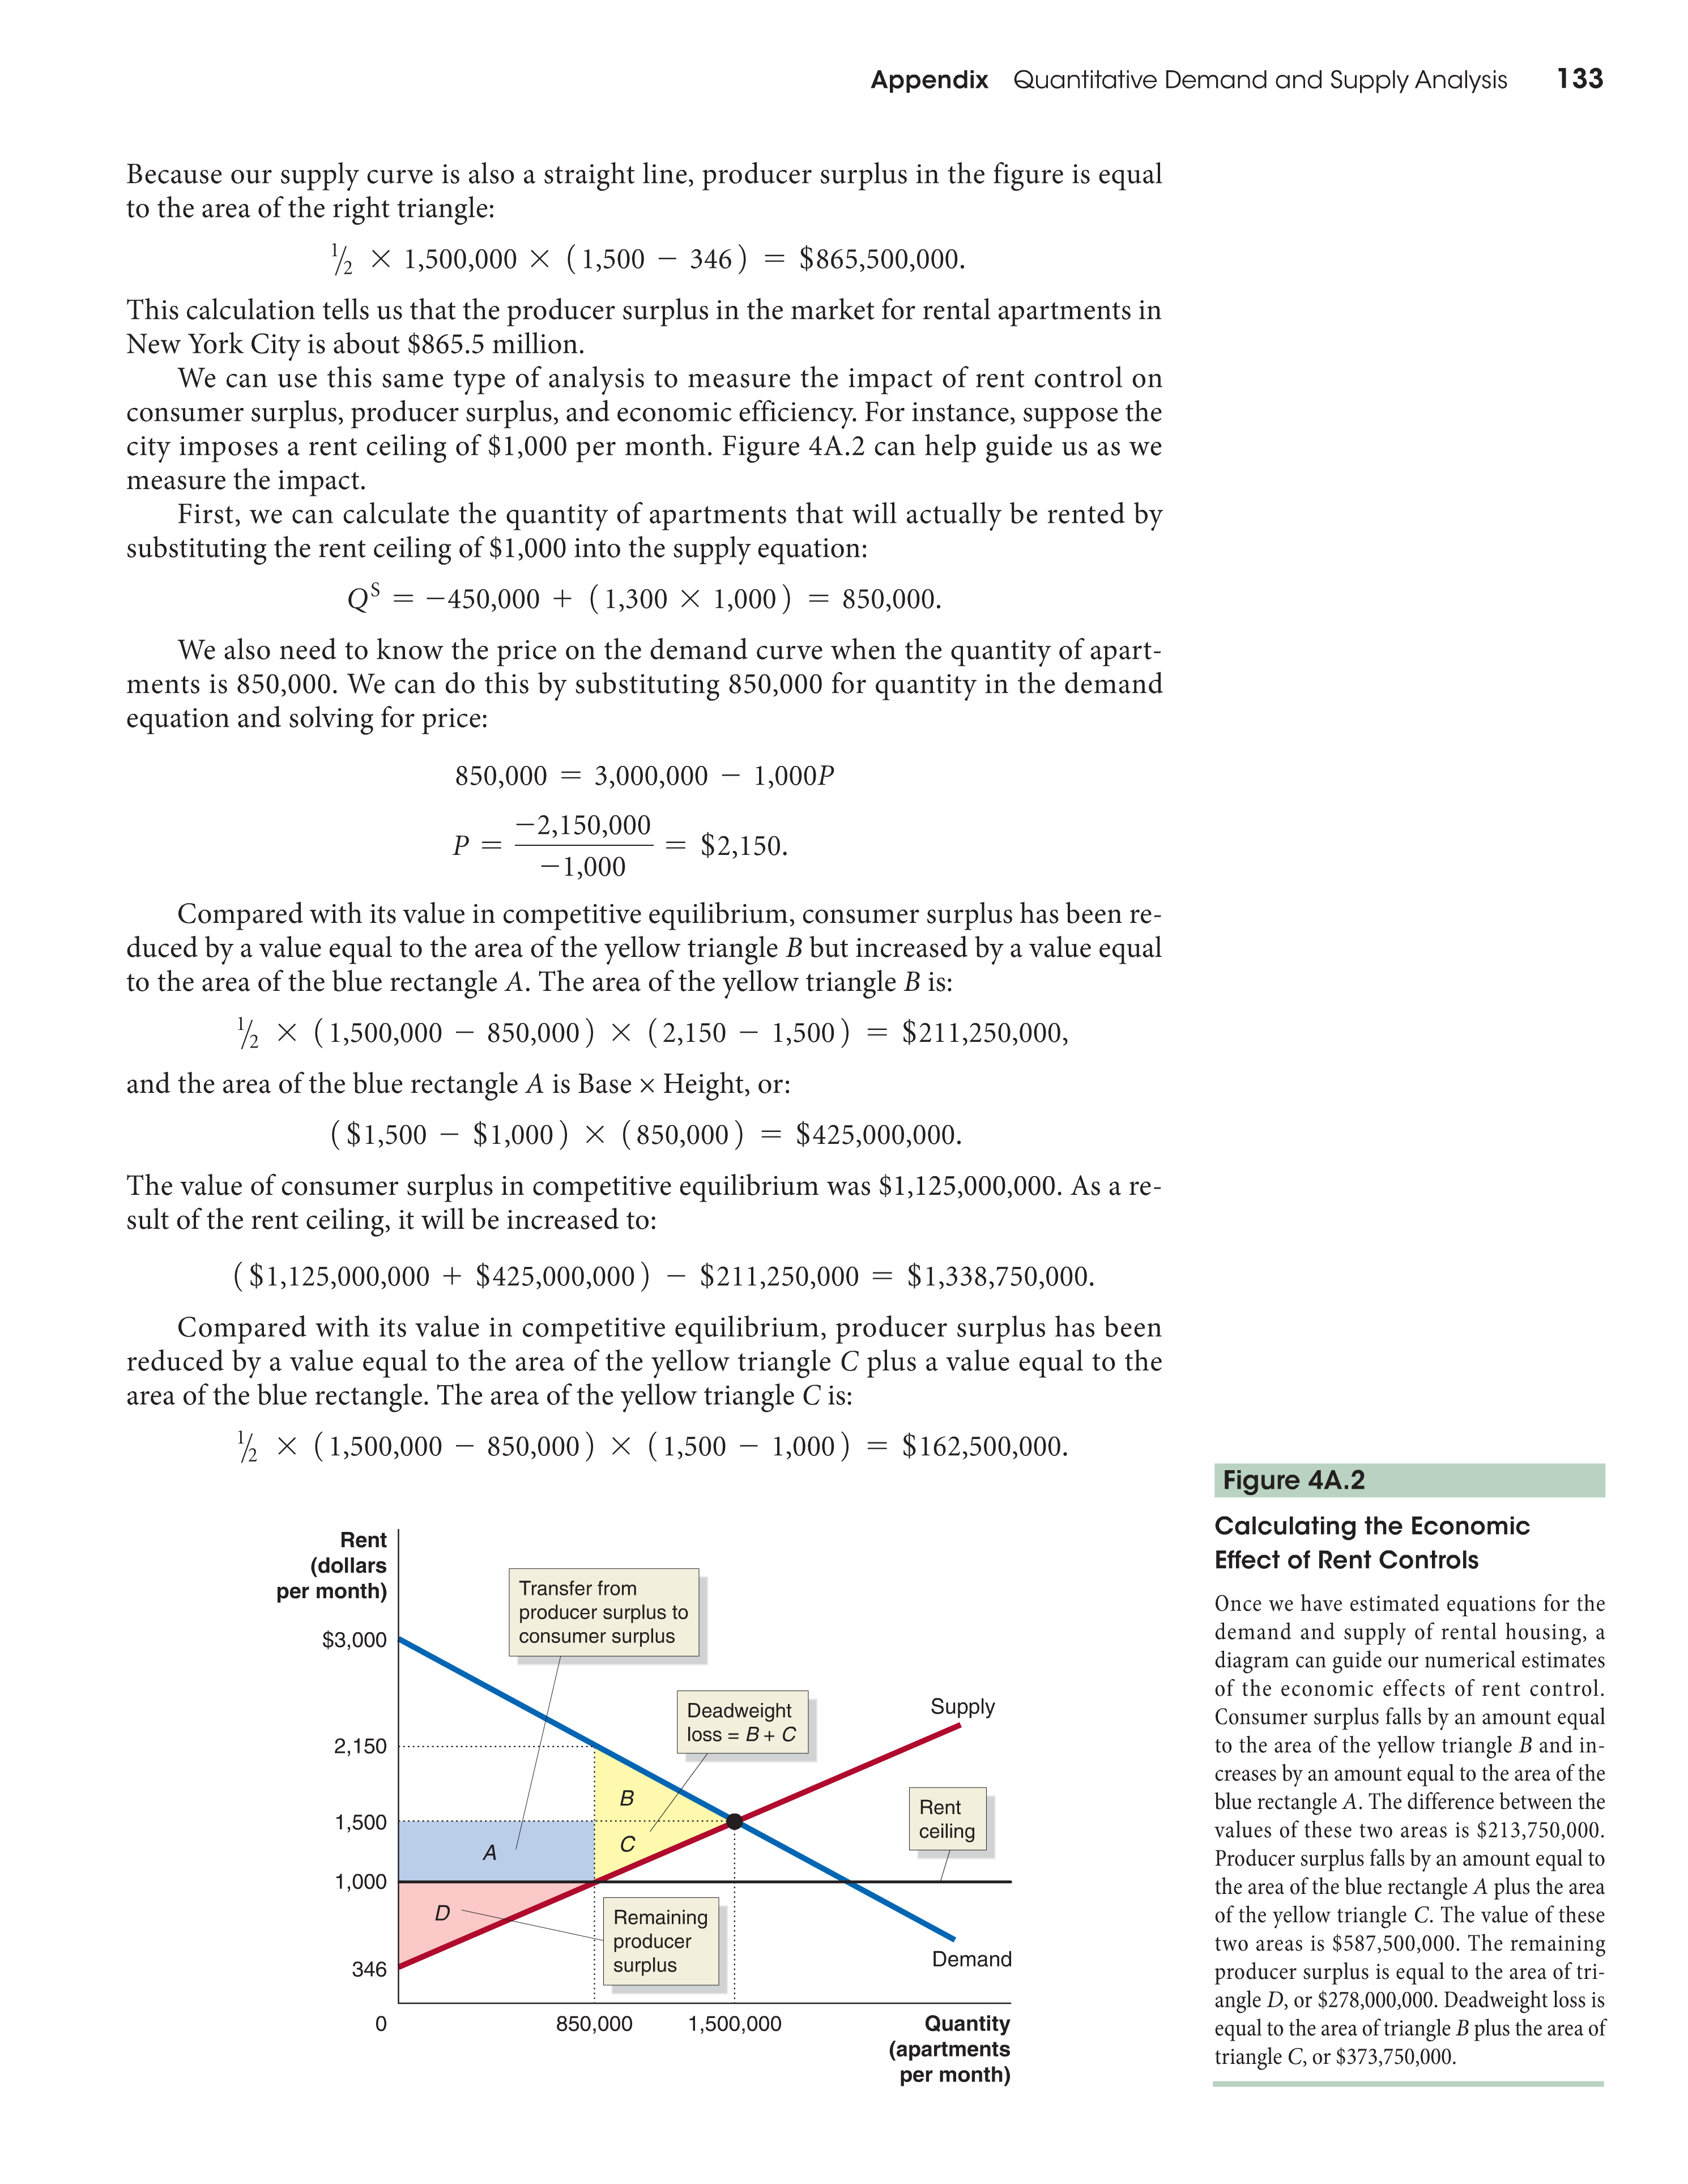 Appendix Quantitative Demand and Supply Analysis 133
Because our supply curve is also a straight line, producer surplus in the figure is equal
to the area of the right triangle:
½ × 1,500,000 × (1,500 − 346) = $865,500,000.
This calculation tells us that the producer surplus in the market for rental apartments in
New York City is about $865.5 million.
We can use this same type of analysis to measure the impact of rent control on
consumer surplus, producer surplus, and economic efficiency. For instance, suppose the
city imposes a rent ceiling of $1,000 per month. Figure 4A.2 can help guide us as we
measure the impact.
First, we can calculate the quantity of apartments that will actually be rented by
substituting the rent ceiling of $1,000 into the supply equation:
Qˢ = −450,000 + (1,300 × 1,000) = 850,000.
We also need to know the price on the demand curve when the quantity of apart-
ments is 850,000. We can do this by substituting 850,000 for quantity in the demand
equation and solving for price:
850,000 = 3,000,000 − 1,000P
P = −2,150,000 / −1,000 = $2,150.
Compared with its value in competitive equilibrium, consumer surplus has been re-
duced by a value equal to the area of the yellow triangle B but increased by a value equal
to the area of the blue rectangle A. The area of the yellow triangle B is:
½ × (1,500,000 − 850,000) × (2,150 − 1,500) = $211,250,000,
and the area of the blue rectangle A is Base × Height, or:
($1,500 − $1,000) × (850,000) = $425,000,000.
The value of consumer surplus in competitive equilibrium was $1,125,000,000. As a re-
sult of the rent ceiling, it will be increased to:
($1,125,000,000 + $425,000,000) − $211,250,000 = $1,338,750,000.
Compared with its value in competitive equilibrium, producer surplus has been
reduced by a value equal to the area of the yellow triangle C plus a value equal to the
area of the blue rectangle. The area of the yellow triangle C is:
½ × (1,500,000 − 850,000) × (1,500 − 1,000) = $162,500,000.
Rent
(dollars
per month)
$3,000
2,150
1,500
1,000
346
0
850,000
1,500,000
Quantity
(apartments
per month)
Transfer from
producer surplus to
consumer surplus
Deadweight
loss = B + C
Supply
Rent
ceiling
Demand
Remaining
producer
surplus
A
B
C
D
Figure 4A.2
Calculating the Economic
Effect of Rent Controls
Once we have estimated equations for the
demand and supply of rental housing, a
diagram can guide our numerical estimates
of the economic effects of rent control.
Consumer surplus falls by an amount equal
to the area of the yellow triangle B and in-
creases by an amount equal to the area of the
blue rectangle A. The difference between the
values of these two areas is $213,750,000.
Producer surplus falls by an amount equal to
the area of the blue rectangle A plus the area
of the yellow triangle C. The value of these
two areas is $587,500,000. The remaining
producer surplus is equal to the area of tri-
angle D, or $278,000,000. Deadweight loss is
equal to the area of triangle B plus the area of
triangle C, or $373,750,000.